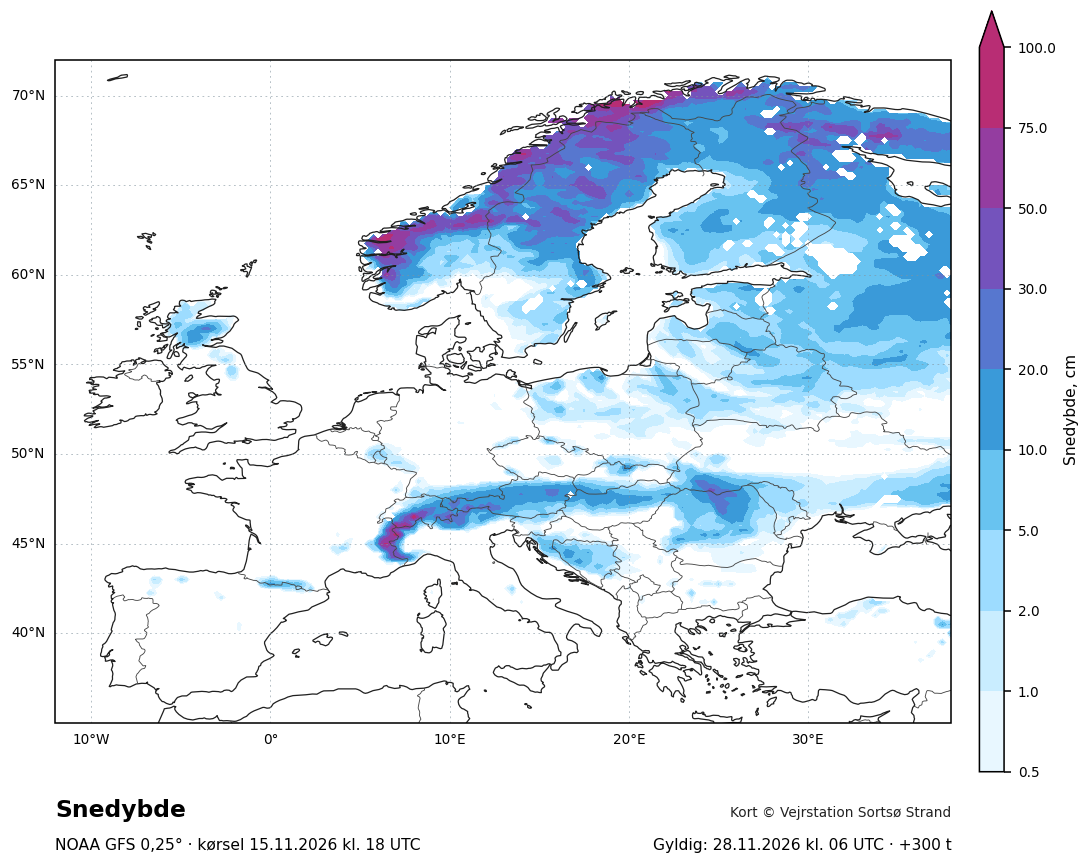 70°N
65°N
60°N
55°N
50°N
45°N
40°N
10°W
0°
10°E
20°E
30°E
100.0
75.0
50.0
30.0
20.0
10.0
5.0
2.0
1.0
0.5
Snedybde, cm
Snedybde
Kort © Vejrstation Sortsø Strand
NOAA GFS 0,25° · kørsel 15.11.2026 kl. 18 UTC
Gyldig: 28.11.2026 kl. 06 UTC · +300 t